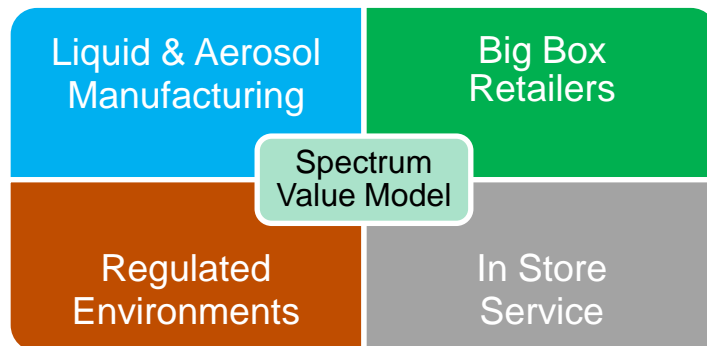 Liquid & Aerosol
Manufacturing
Big Box
Retailers
Spectrum
Value Model
Regulated
Environments
In Store
Service